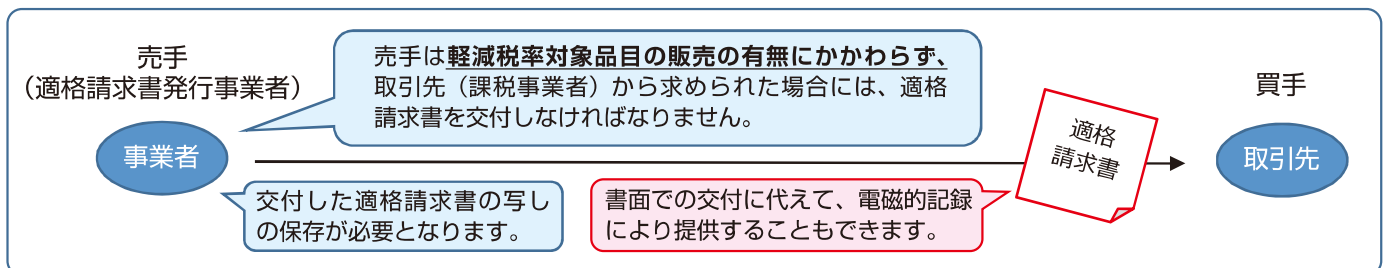 売手
（適格請求書発行事業者）
事業者
売手は軽減税率対象品目の販売の有無にかかわらず、
取引先（課税事業者）から求められた場合には、適格
請求書を交付しなければなりません。
買手
適格
請求書
取引先
交付した適格請求書の写し
の保存が必要となります。
書面での交付に代えて、電磁的記録
により提供することもできます。